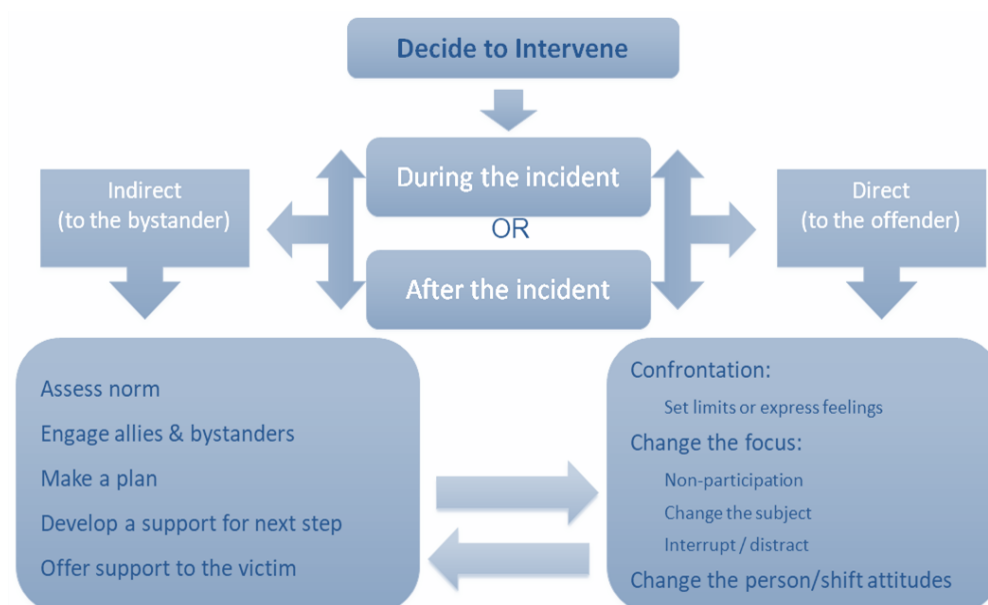 Decide to Intervene
During the incident
OR
After the incident
Indirect
(to the bystander)
Direct
(to the offender)
Assess norm
Engage allies & bystanders
Make a plan
Develop a support for next step
Offer support to the victim
Confrontation:
Set limits or express feelings
Change the focus:
Non-participation
Change the subject
Interrupt / distract
Change the person/shift attitudes